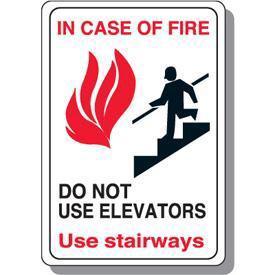 IN CASE OF FIRE
DO NOT
USE ELEVATORS
Use stairways